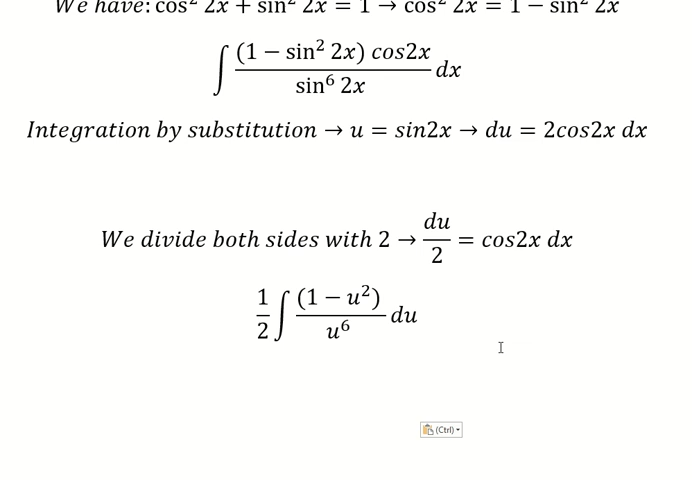 We have: cos² 2x + sin² 2x = 1 → cos² 2x = 1 − sin² 2x
∫ (1 − sin² 2x) cos2x / sin⁶ 2x dx
Integration by substitution → u = sin2x → du = 2cos2x dx
We divide both sides with 2 → du/2 = cos2x dx
1/2 ∫ (1 − u²) / u⁶ du
(Ctrl)